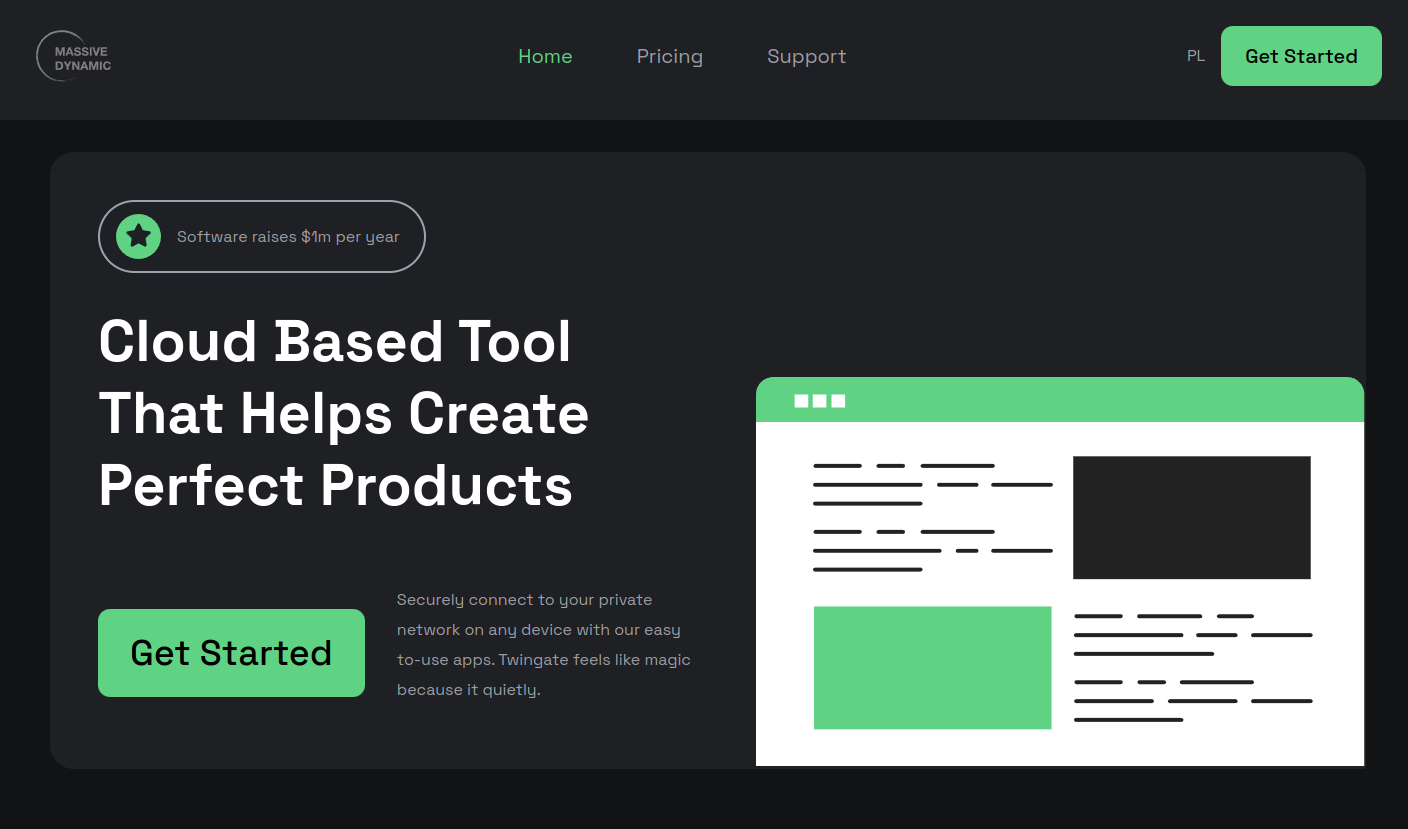 MASSIVE
DYNAMIC
Home
Pricing
Support
PL
Get Started
Software raises $1m per year
Cloud Based Tool
That Helps Create
Perfect Products
Get Started
Securely connect to your private
network on any device with our easy
to-use apps. Twingate feels like magic
because it quietly.